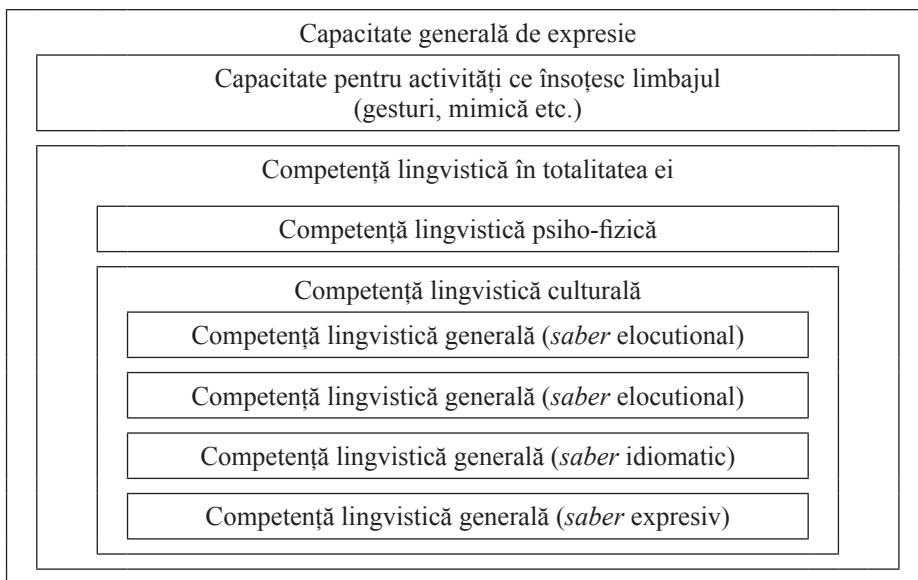 Capacitate generală de expresie
Capacitate pentru activități ce însoțesc limbajul
(gesturi, mimică etc.)
Competență lingvistică în totalitatea ei
Competență lingvistică psiho-fizică
Competență lingvistică culturală
Competență lingvistică generală (saber elocutional)
Competență lingvistică generală (saber elocutional)
Competență lingvistică generală (saber idiomatic)
Competență lingvistică generală (saber expresiv)